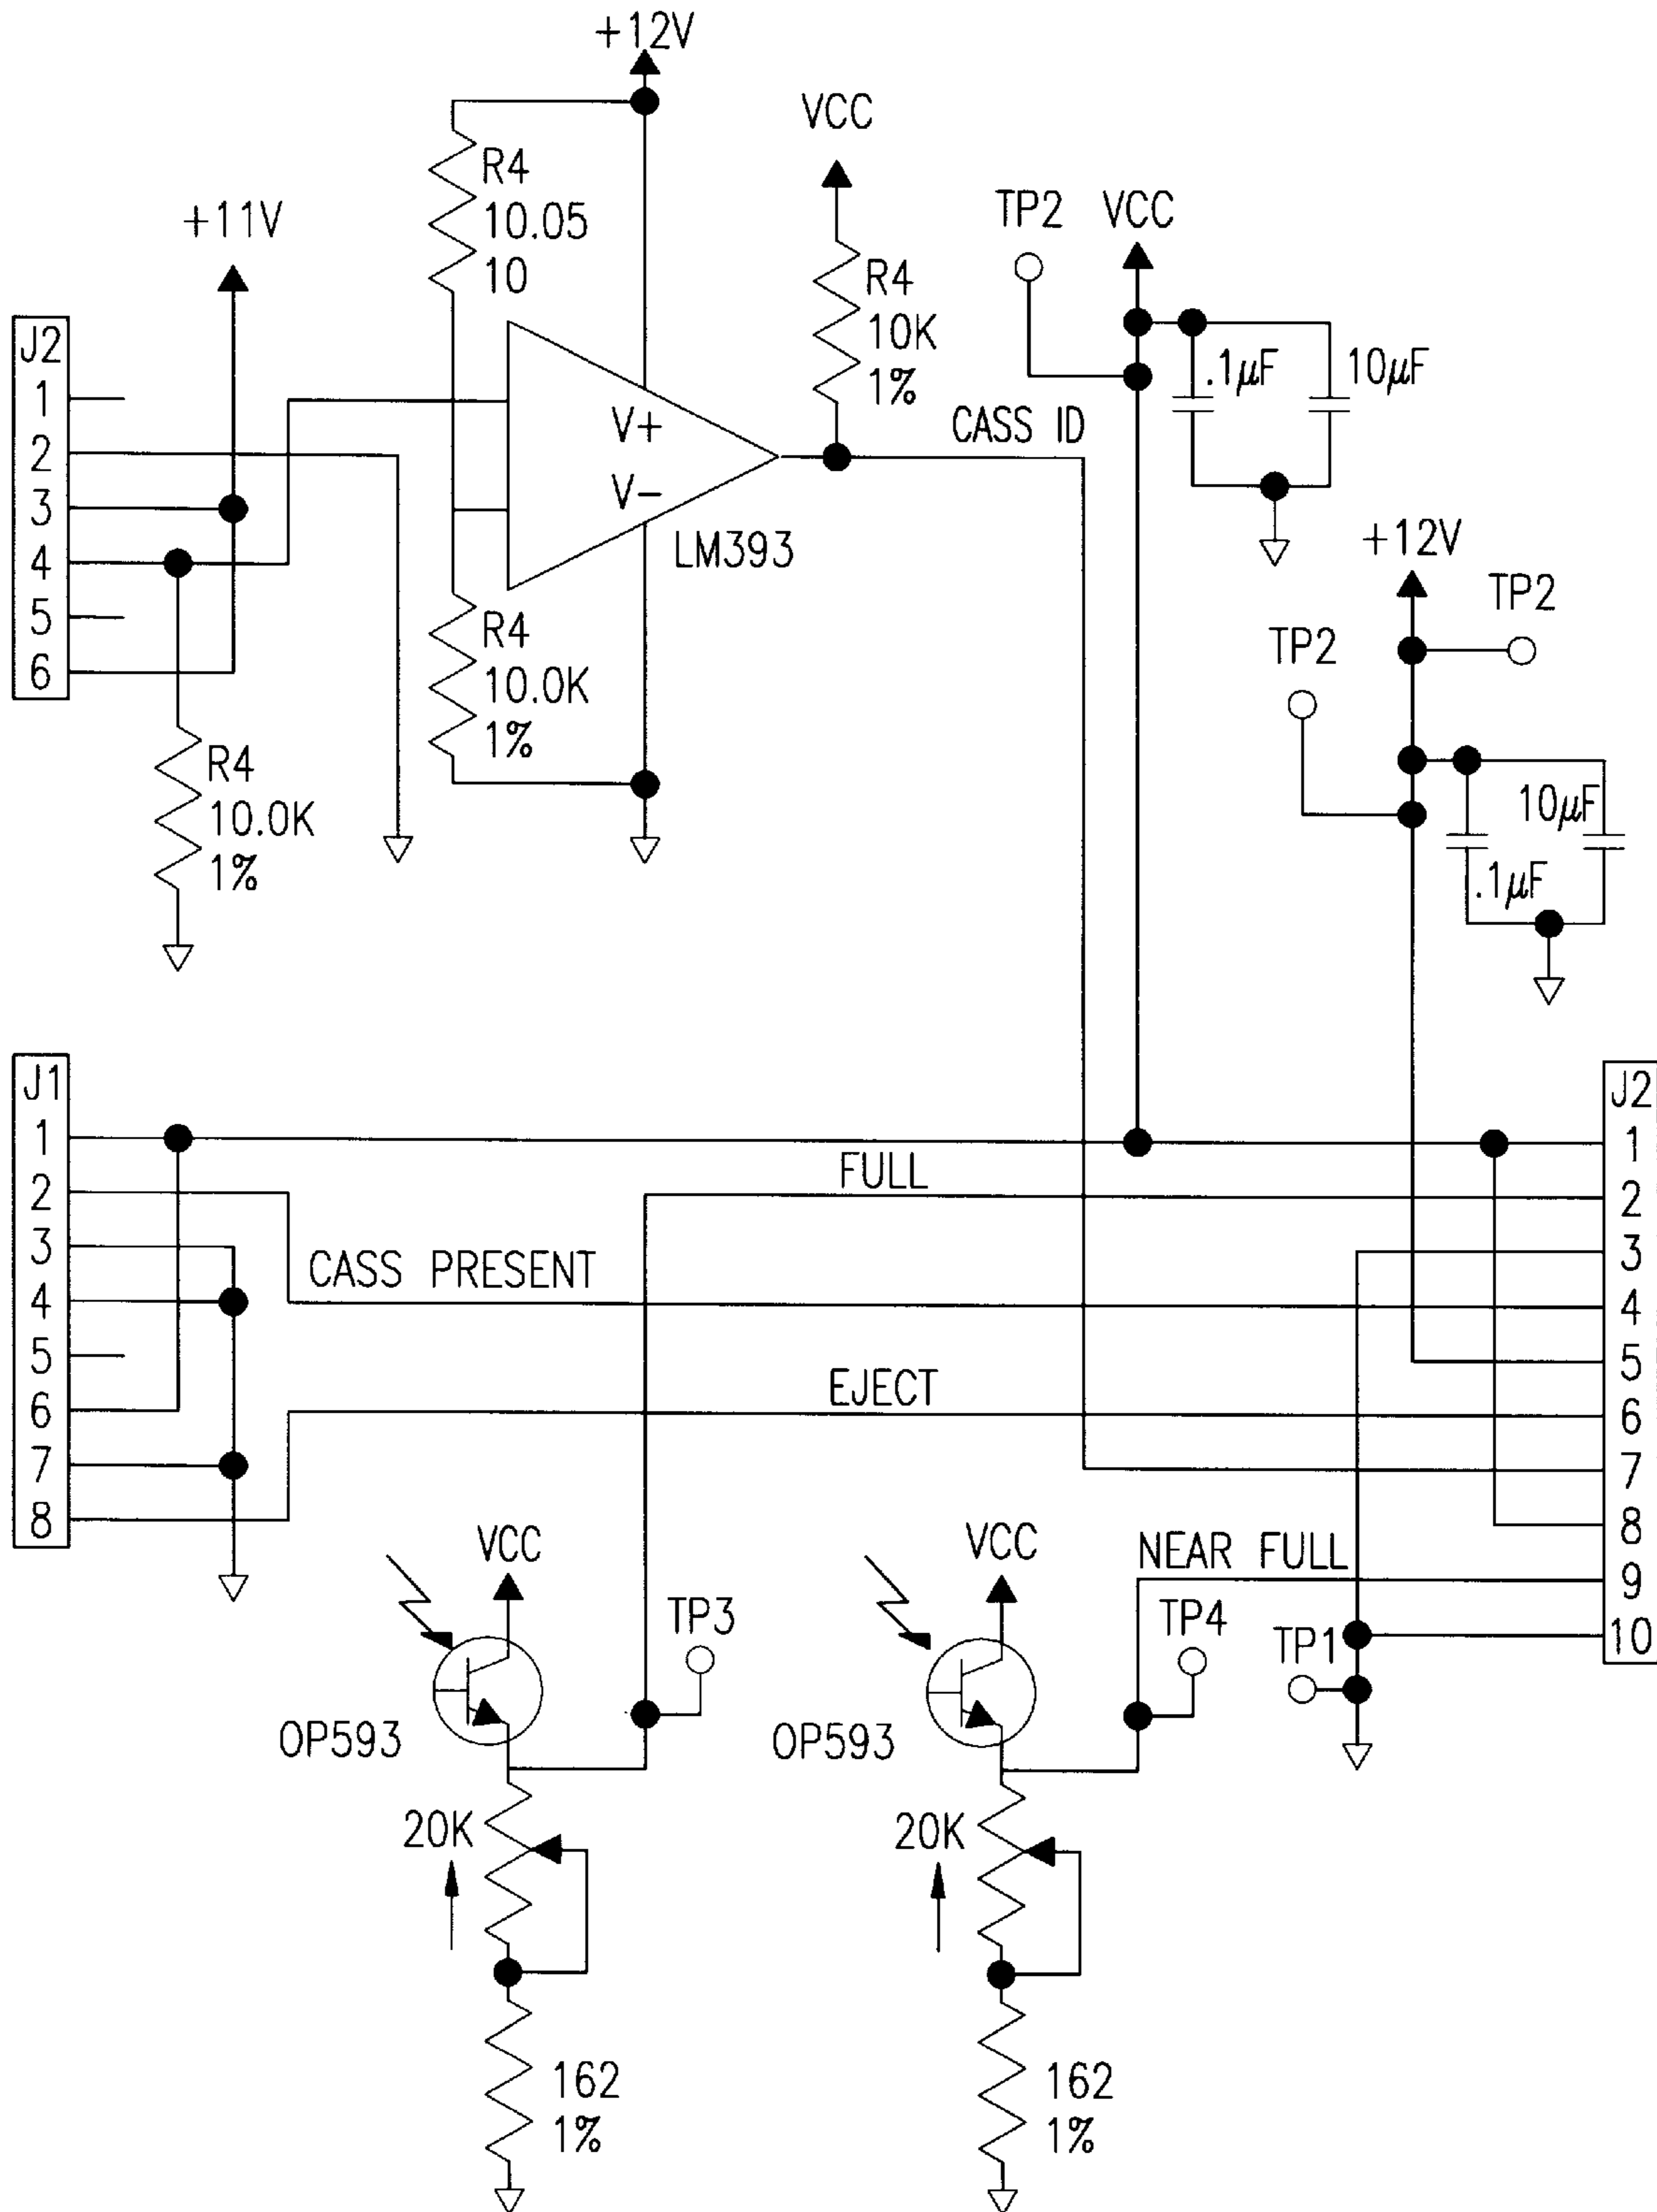 +12V
VCC
R4
10.05
10
+11V
TP2
VCC
R4
10K
1%
J2
1
2
3
4
5
6
.1μF
10μF
V+
V-
CASS ID
LM393
+12V
TP2
TP2
R4
10.0K
1%
R4
10.0K
1%
10μF
.1μF
J1
1
2
3
4
5
6
7
8
FULL
CASS PRESENT
EJECT
J2
1
2
3
4
5
6
7
8
9
10
VCC
VCC
NEAR FULL
TP3
TP4
TP1
OP593
OP593
20K
20K
162
1%
162
1%